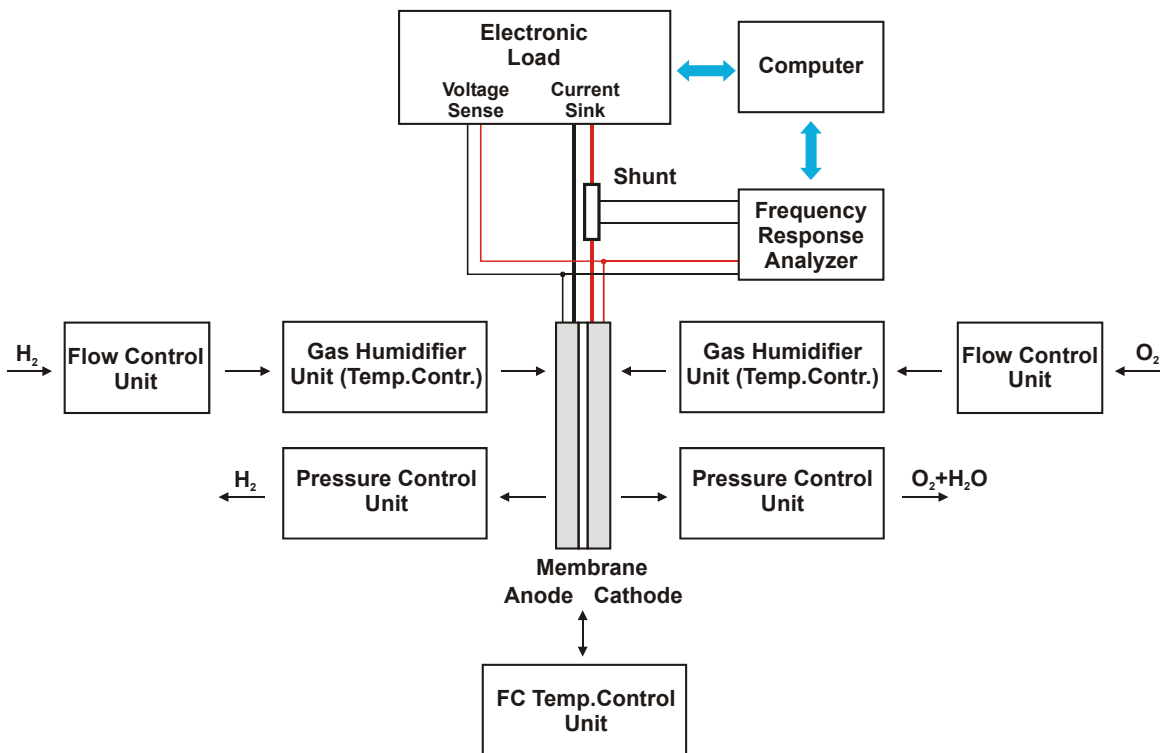 Electronic
Load
Voltage
Sense
Current
Sink
Computer
Shunt
Frequency
Response
Analyzer
H₂
Flow Control
Unit
Gas Humidifier
Unit (Temp.Contr.)
Gas Humidifier
Unit (Temp.Contr.)
Flow Control
Unit
O₂
H₂
Pressure Control
Unit
Pressure Control
Unit
O₂+H₂O
Membrane
Anode Cathode
FC Temp.Control
Unit